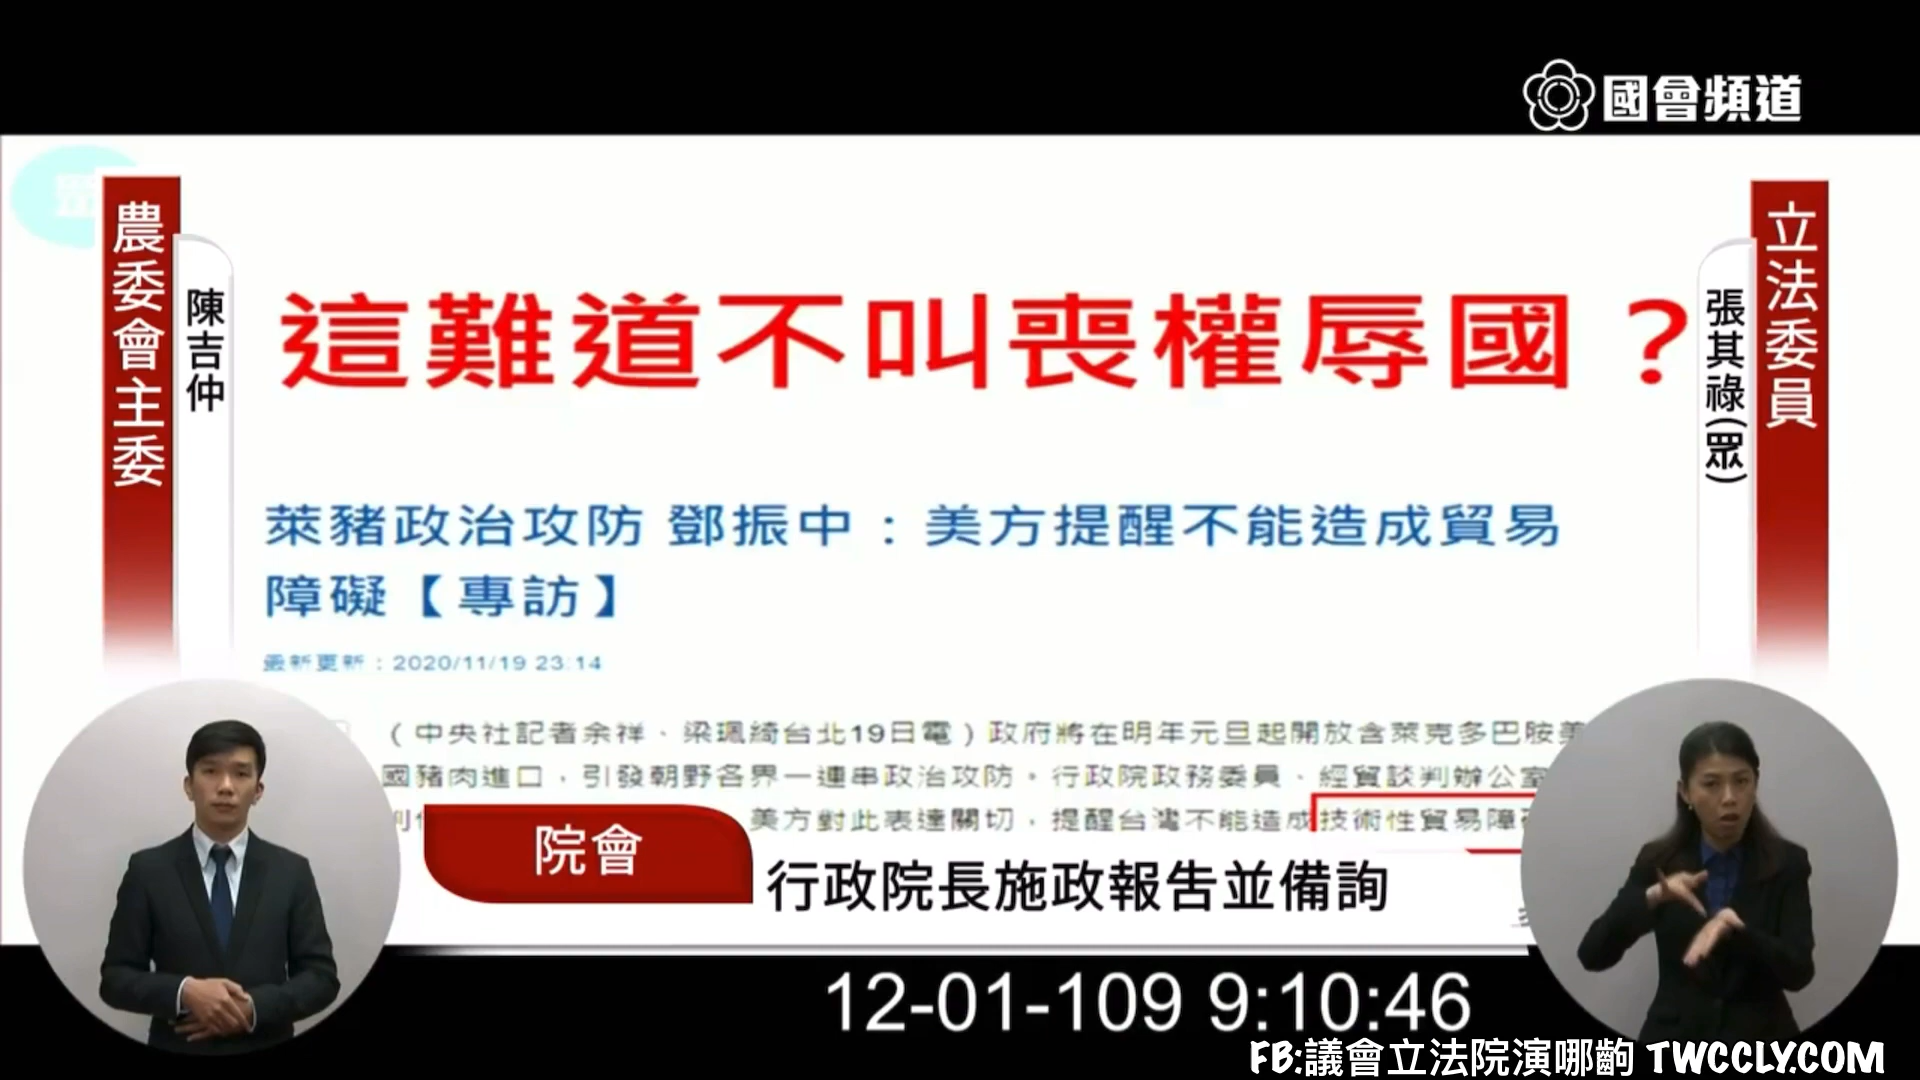 國會頻道
農委會主委
陳吉仲
立法委員
張其祿(眾)
這難道不叫喪權辱國？
萊豬政治攻防 鄧振中：美方提醒不能造成貿易
障礙【專訪】
最新更新：2020/11/19 23:14
（中央社記者余祥、梁珮綺台北19日電）政府將在明年元旦起開放含萊克多巴胺美
國豬肉進口，引發朝野各界一連串政治攻防。行政院政務委員、經貿談判辦公室
美方對此表達關切，提醒台灣不能造成技術性貿易障
院會
行政院長施政報告並備詢
12-01-109 9:10:46
FB:議會立法院演哪齣 TWCCLY.COM